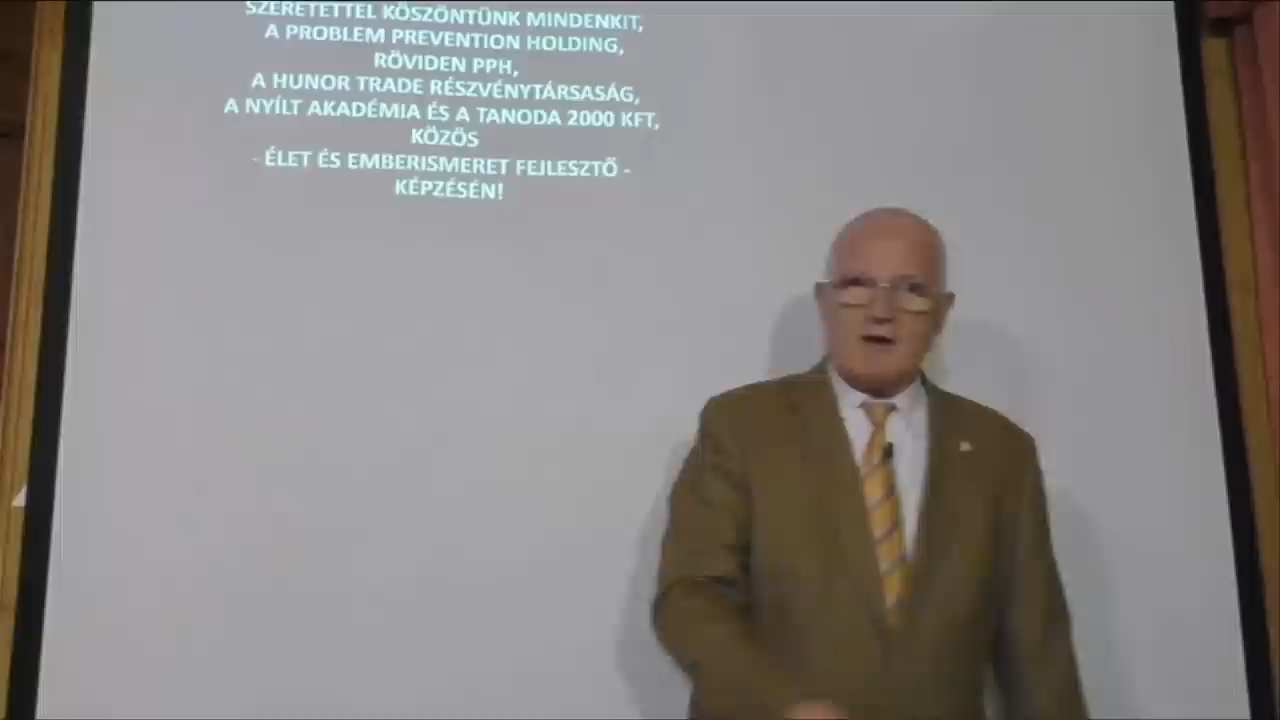 SZERETETTEL KÖSZÖNTÜNK MINDENKIT,
A PROBLEM PREVENTION HOLDING,
RÖVIDEN PPH,
A HUNOR TRADE RÉSZVÉNYTÁRSASÁG,
A NYÍLT AKADÉMIA ÉS A TANODA 2000 KFT,
KÖZÖS
- ÉLET ÉS EMBERISMERET FEJLESZTŐ -
KÉPZÉSÉN!